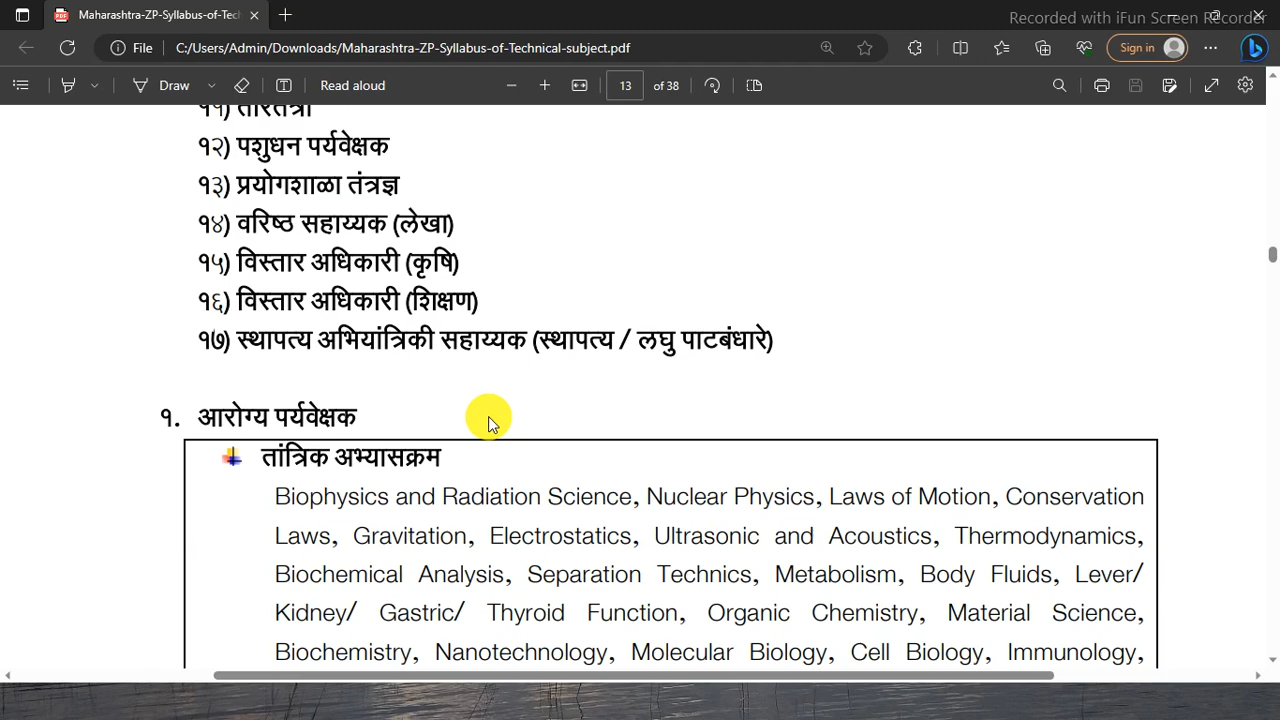 Maharashtra-ZP-Syllabus-of-Tec
Recorded with iFun Screen Recorder
File
C:/Users/Admin/Downloads/Maharashtra-ZP-Syllabus-of-Technical-subject.pdf
Sign in
Draw
Read aloud
13
of 38
११) तारतंत्री
१२) पशुधन पर्यवेक्षक
१३) प्रयोगशाळा तंत्रज्ञ
१४) वरिष्ठ सहाय्यक (लेखा)
१५) विस्तार अधिकारी (कृषि)
१६) विस्तार अधिकारी (शिक्षण)
१७) स्थापत्य अभियांत्रिकी सहाय्यक (स्थापत्य / लघु पाटबंधारे)
१. आरोग्य पर्यवेक्षक
तांत्रिक अभ्यासक्रम
Biophysics and Radiation Science, Nuclear Physics, Laws of Motion, Conservation
Laws, Gravitation, Electrostatics, Ultrasonic and Acoustics, Thermodynamics,
Biochemical Analysis, Separation Technics, Metabolism, Body Fluids, Lever/
Kidney/ Gastric/ Thyroid Function, Organic Chemistry, Material Science,
Biochemistry, Nanotechnology, Molecular Biology, Cell Biology, Immunology,